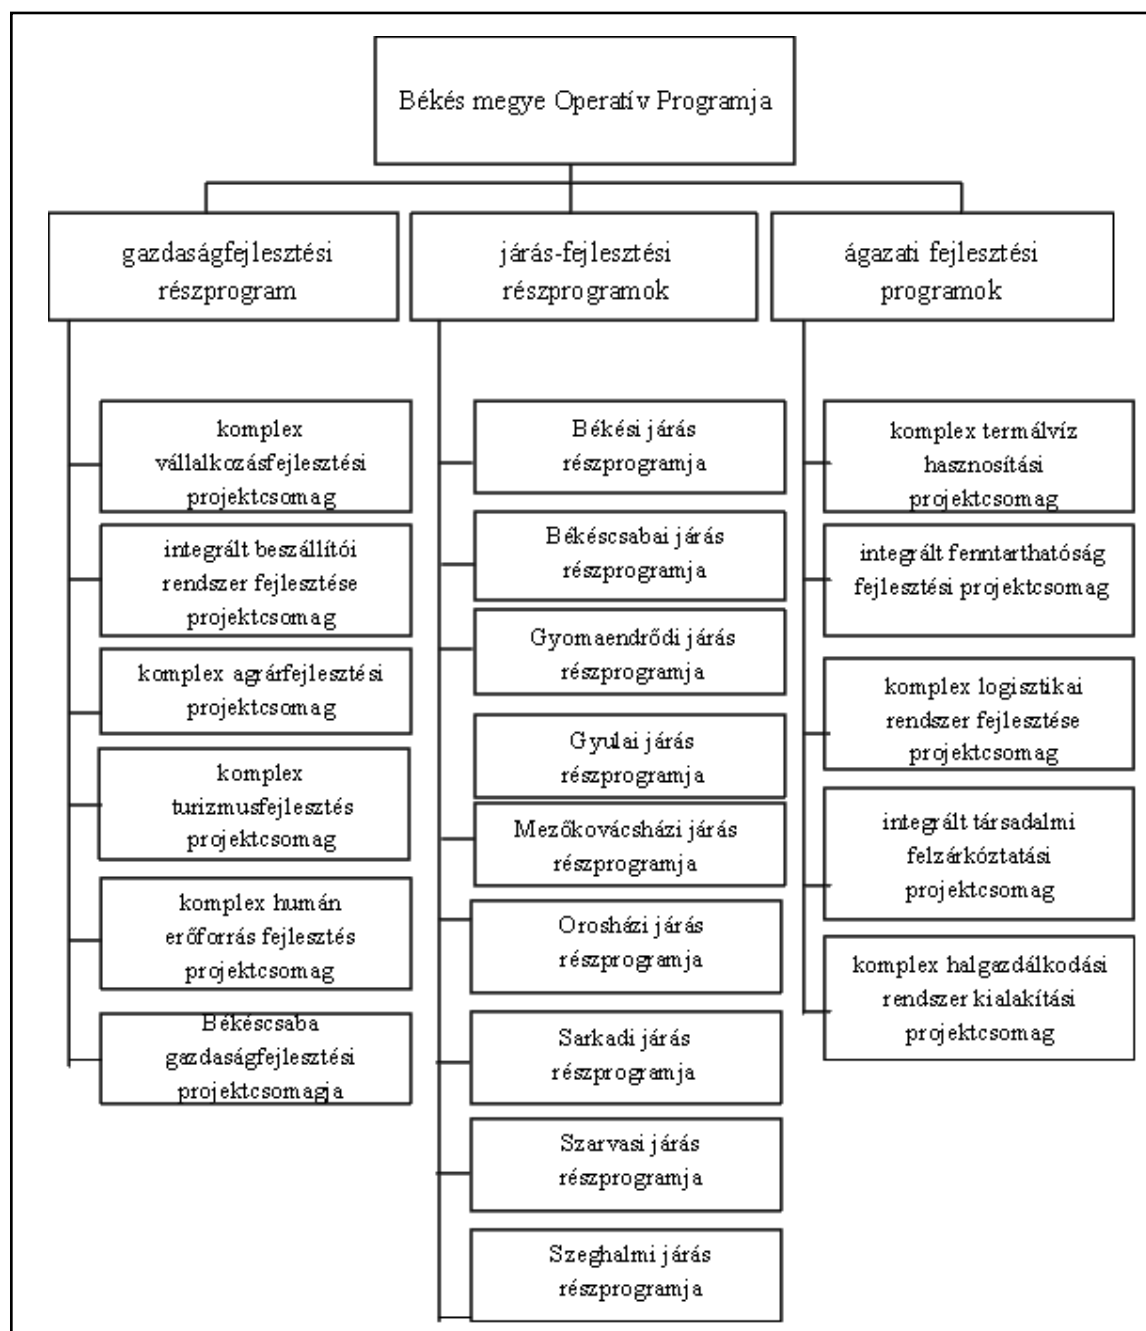 Békés megye Operatív Programja
gazdaságfejlesztési
részprogram
járás-fejlesztési
részprogramok
ágazati fejlesztési
programok
komplex
vállalkozásfejlesztési
projektcsomag
integrált beszállítói
rendszer fejlesztése
projektcsomag
komplex agrárfejlesztési
projektcsomag
komplex
turizmusfejlesztés
projektcsomag
komplex humán
erőforrás fejlesztés
projektcsomag
Békéscsaba
gazdaságfejlesztési
projektcsomagja
Békési járás
részprogramja
Békéscsabai járás
részprogramja
Gyomaendrődi járás
részprogramja
Gyulai járás
részprogramja
Mezőkovácsházi járás
részprogramja
Orosházi járás
részprogramja
Sarkadi járás
részprogramja
Szarvasi járás
részprogramja
Szeghalmi járás
részprogramja
komplex termálvíz
hasznosítási
projektcsomag
integrált fenntarthatóság
fejlesztési projektcsomag
komplex logisztikai
rendszer fejlesztése
projektcsomag
integrált társadalmi
felzárkóztatási
projektcsomag
komplex halgazdálkodási
rendszer kialakítási
projektcsomag